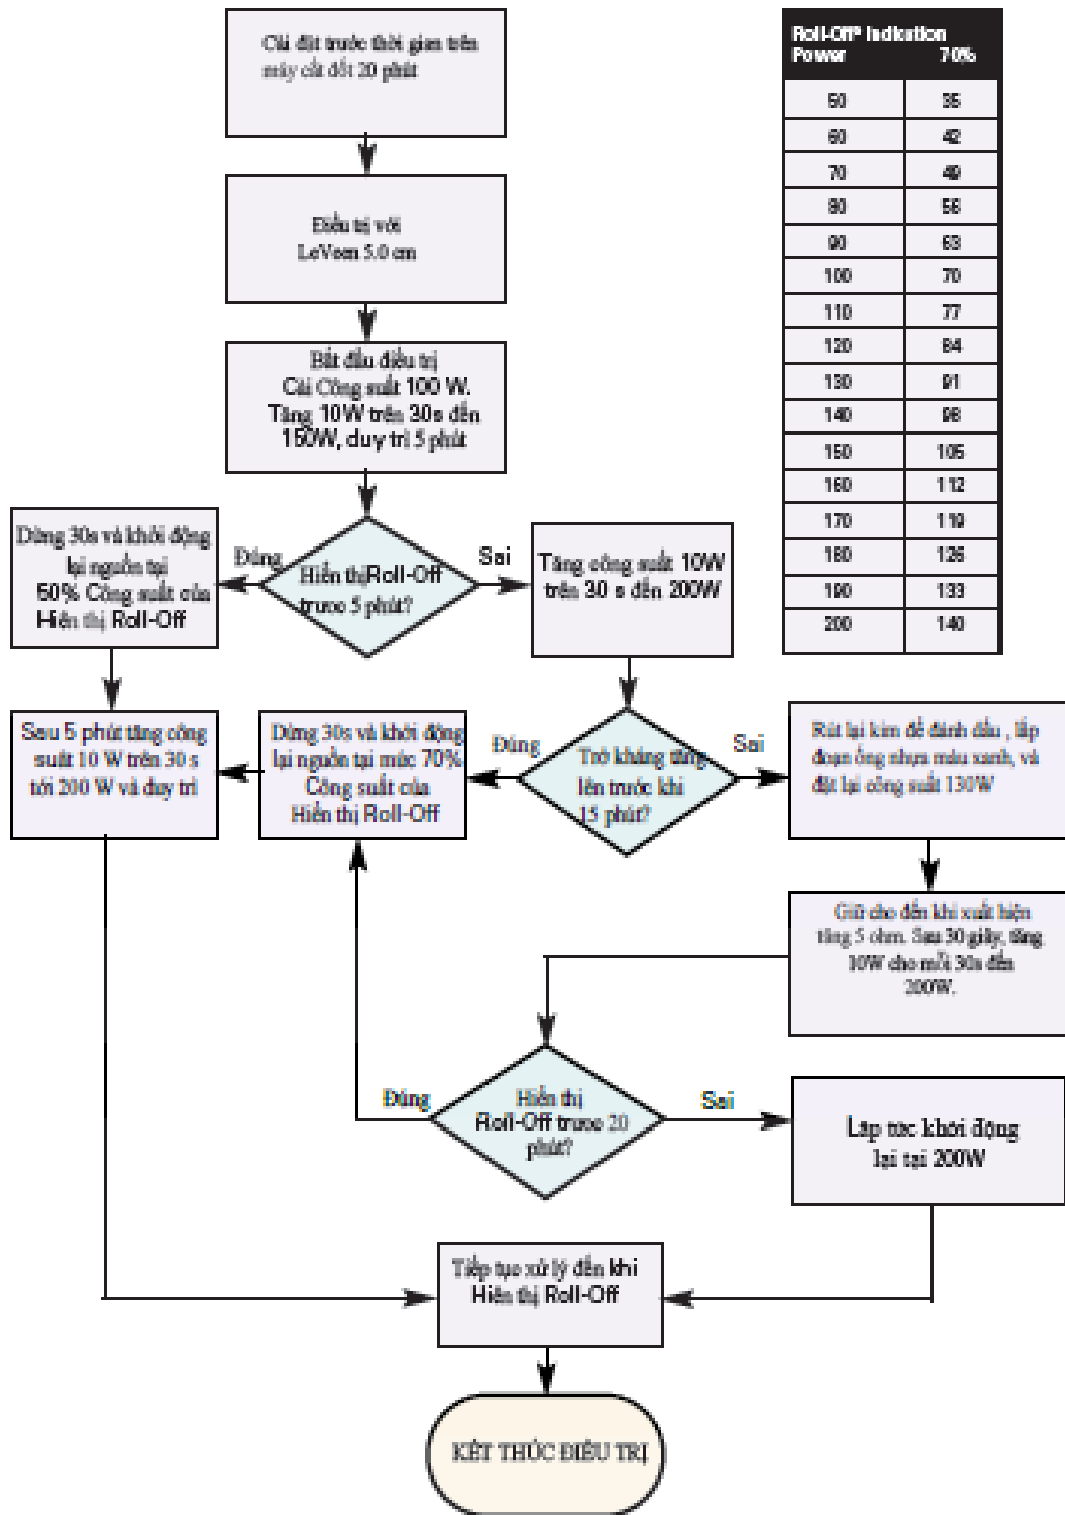 Cài đặt trước thời gian trên
máy cắt đốt 20 phút
Điều trị với
LeVeen 5.0 cm
Bắt đầu điều trị
Cài Công suất 100 W.
Tăng 10W trên 30s đến
150W, duy trì 5 phút
Hiển thị Roll-Off
trước 5 phút?
Đúng
Sai
Dừng 30s và khởi động
lại nguồn tại
50% Công suất của
Hiển thị Roll-Off
Tăng công suất 10W
trên 30 s đến 200W
Sau 5 phút tăng công
suất 10 W trên 30 s
tới 200 W và duy trì
Dừng 30s và khởi động
lại nguồn tại mức 70%
Công suất của
Hiển thị Roll-Off
Đúng
Trở kháng tăng
lên trước khi
15 phút?
Sai
Rút lại kim để đánh dấu , lắp
đoạn ống nhựa màu xanh, và
đặt lại công suất 130W
Giữ cho đến khi xuất hiện
tăng 5 ohm. Sau 30 giây, tăng
10W cho mỗi 30s đến
200W.
Đúng
Hiển thị
Roll-Off trước 20
phút?
Sai
Lập tức khởi động
lại tại 200W
Tiếp tục xử lý đến khi
Hiển thị Roll-Off
KẾT THÚC ĐIỀU TRỊ
Roll-Off® Indication
Power 70%
50 35
60 42
70 49
80 56
90 63
100 70
110 77
120 84
130 91
140 98
150 105
160 112
170 119
180 126
190 133
200 140